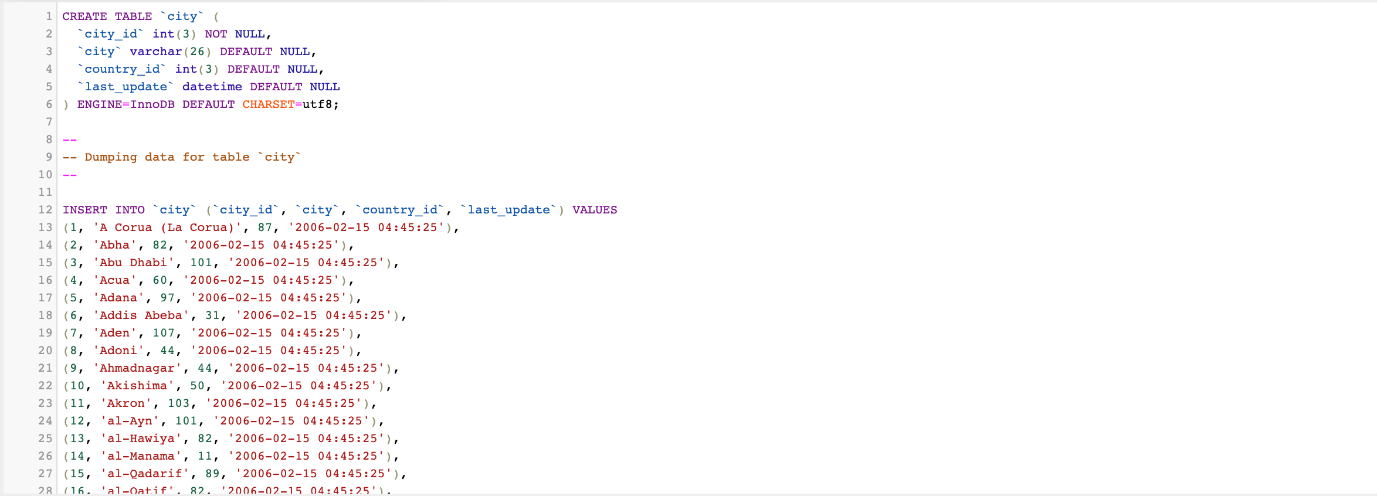 1 CREATE TABLE `city` (
2   `city_id` int(3) NOT NULL,
3   `city` varchar(26) DEFAULT NULL,
4   `country_id` int(3) DEFAULT NULL,
5   `last_update` datetime DEFAULT NULL
6 ) ENGINE=InnoDB DEFAULT CHARSET=utf8;
7
8 --
9 -- Dumping data for table `city`
10 --
11
12 INSERT INTO `city` (`city_id`, `city`, `country_id`, `last_update`) VALUES
13 (1, 'A Corua (La Corua)', 87, '2006-02-15 04:45:25'),
14 (2, 'Abha', 82, '2006-02-15 04:45:25'),
15 (3, 'Abu Dhabi', 101, '2006-02-15 04:45:25'),
16 (4, 'Acua', 60, '2006-02-15 04:45:25'),
17 (5, 'Adana', 97, '2006-02-15 04:45:25'),
18 (6, 'Addis Abeba', 31, '2006-02-15 04:45:25'),
19 (7, 'Aden', 107, '2006-02-15 04:45:25'),
20 (8, 'Adoni', 44, '2006-02-15 04:45:25'),
21 (9, 'Ahmadnagar', 44, '2006-02-15 04:45:25'),
22 (10, 'Akishima', 50, '2006-02-15 04:45:25'),
23 (11, 'Akron', 103, '2006-02-15 04:45:25'),
24 (12, 'al-Ayn', 101, '2006-02-15 04:45:25'),
25 (13, 'al-Hawiya', 82, '2006-02-15 04:45:25'),
26 (14, 'al-Manama', 11, '2006-02-15 04:45:25'),
27 (15, 'al-Qadarif', 89, '2006-02-15 04:45:25'),
28 (16, 'al-Qatif', 82, '2006-02-15 04:45:25'),